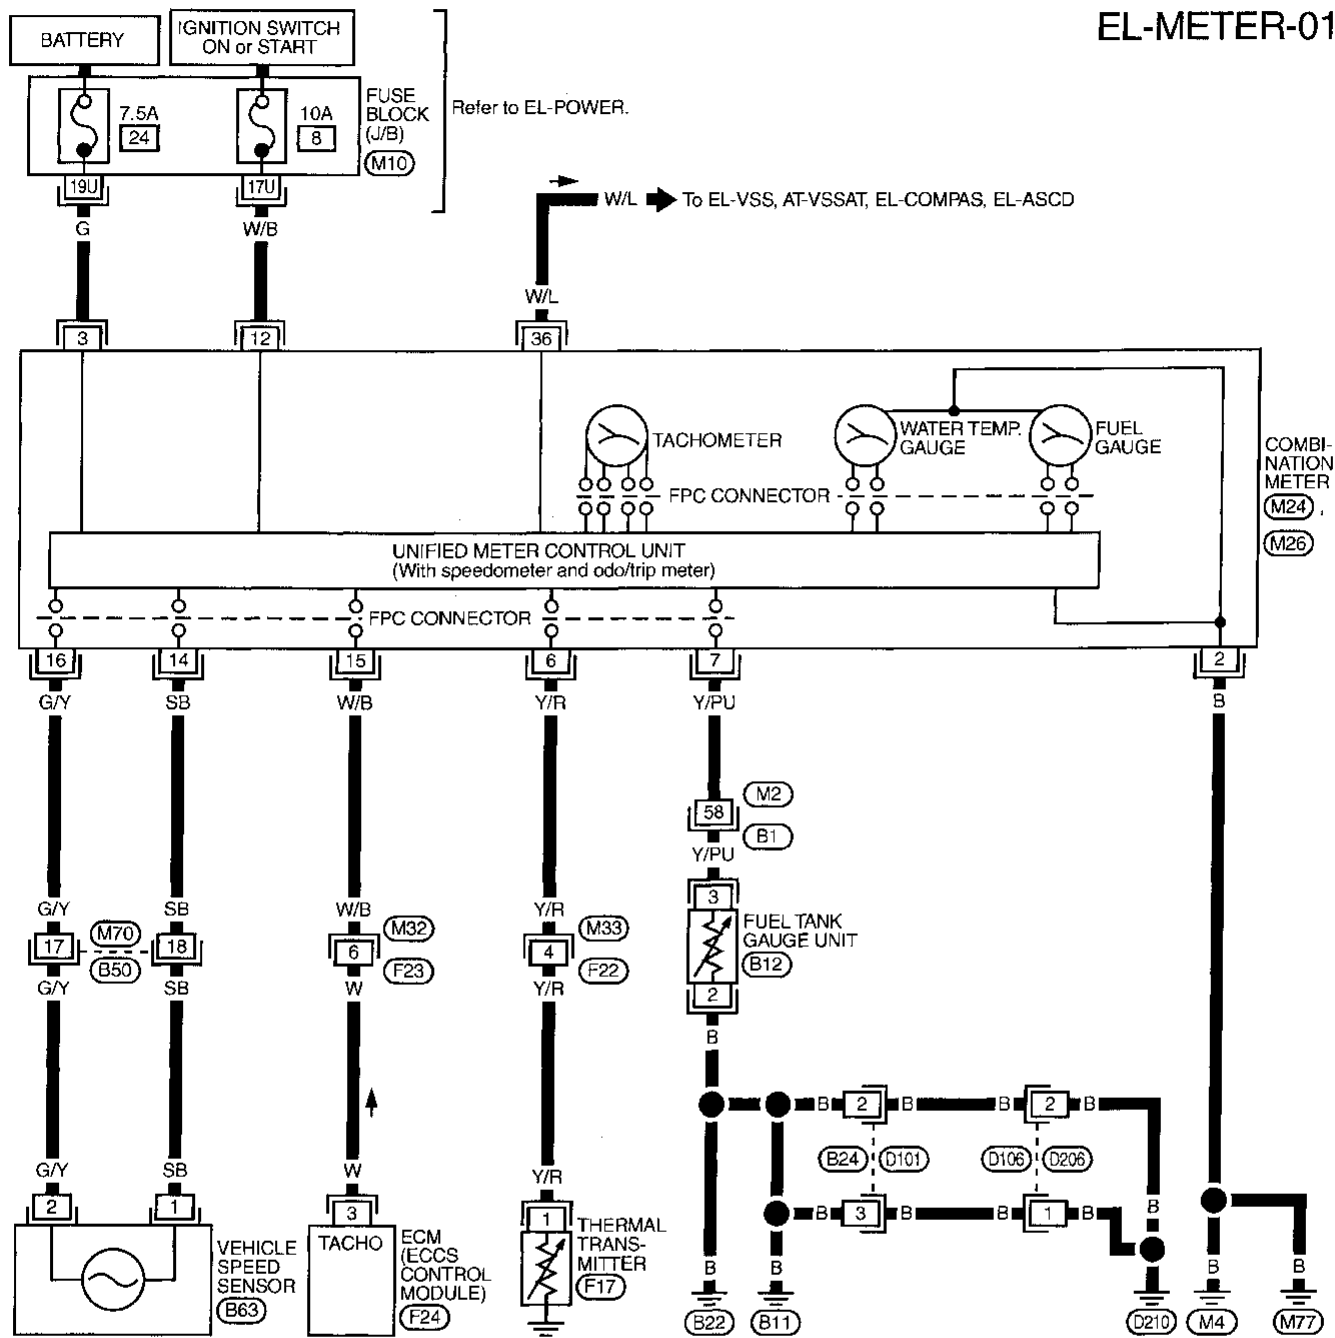 EL-METER-01
BATTERY
IGNITION SWITCH
ON or START
7.5A
24
10A
8
FUSE
BLOCK
(J/B)
M10
Refer to EL-POWER.
19U
17U
G
W/B
W/L
To EL-VSS, AT-VSSAT, EL-COMPAS, EL-ASCD
W/L
3
12
36
TACHOMETER
WATER TEMP.
GAUGE
FUEL
GAUGE
COMBI-
NATION
METER
M24 ,
M26
FPC CONNECTOR
UNIFIED METER CONTROL UNIT
(With speedometer and odo/trip meter)
FPC CONNECTOR
16
14
15
6
7
2
G/Y
SB
W/B
Y/R
Y/PU
B
58
M2
B1
Y/PU
3
FUEL TANK
GAUGE UNIT
B12
2
B
G/Y
SB
W/B
Y/R
17
M70
B50
18
6
M32
F23
4
M33
F22
G/Y
SB
W
Y/R
B
2
B
B
2
B
B24
D101
D106
D206
B
3
B
B
1
B
G/Y
SB
W
Y/R
2
1
3
1
VEHICLE
SPEED
SENSOR
B63
TACHO
ECM
(ECCS
CONTROL
MODULE)
F24
THERMAL
TRANS-
MITTER
F17
B
B
B
B
B
B22
B11
D210
M4
M77